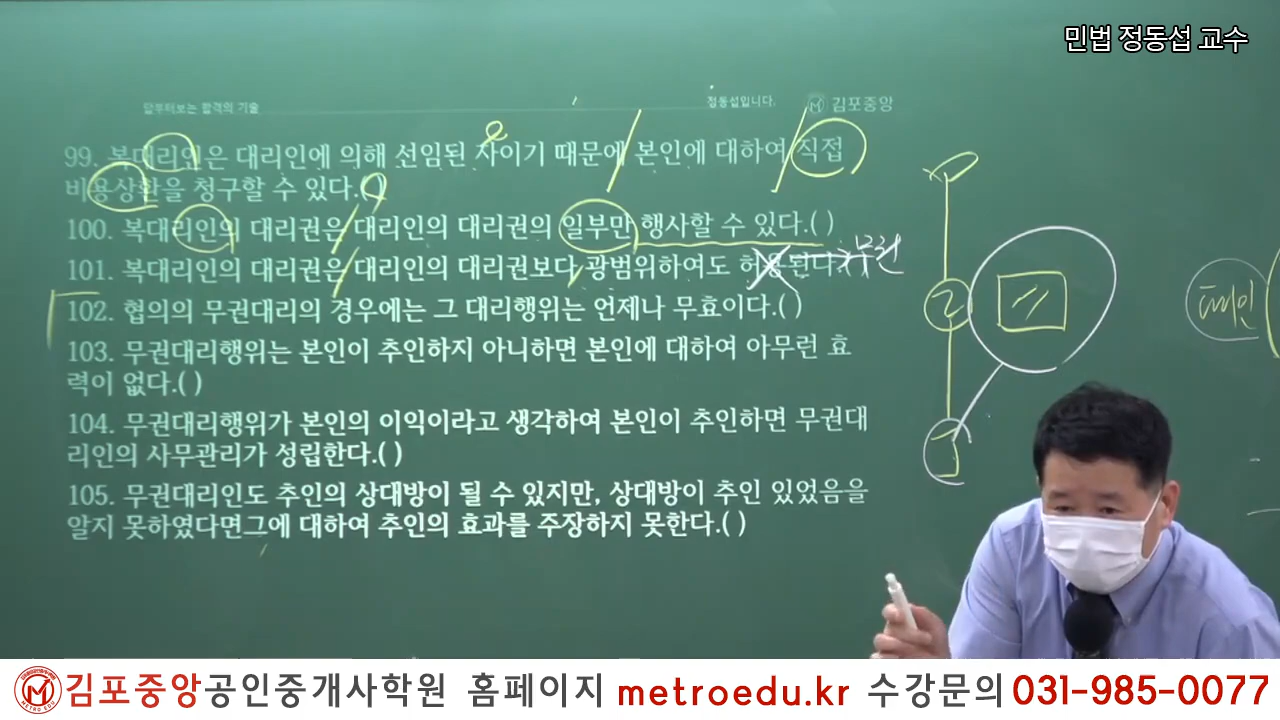 민법 정동섭 교수
답부터보는 합격의 기술
정동섭입니다.
김포중앙
99. 복대리인은 대리인에 의해 선임된 자이기 때문에 본인에 대하여 직접
비용상환을 청구할 수 있다.( )
100. 복대리인의 대리권은 대리인의 대리권의 일부만 행사할 수 있다.( )
101. 복대리인의 대리권은 대리인의 대리권보다 광범위하여도 허용된다.
무권
102. 협의의 무권대리의 경우에는 그 대리행위는 언제나 무효이다.( )
103. 무권대리행위는 본인이 추인하지 아니하면 본인에 대하여 아무런 효
력이 없다.( )
104. 무권대리행위가 본인의 이익이라고 생각하여 본인이 추인하면 무권대
리인의 사무관리가 성립한다.( )
105. 무권대리인도 추인의 상대방이 될 수 있지만, 상대방이 추인 있었음을
알지 못하였다면그에 대하여 추인의 효과를 주장하지 못한다.( )
김포중앙공인중개사학원 홈페이지 metroedu.kr 수강문의 031-985-0077